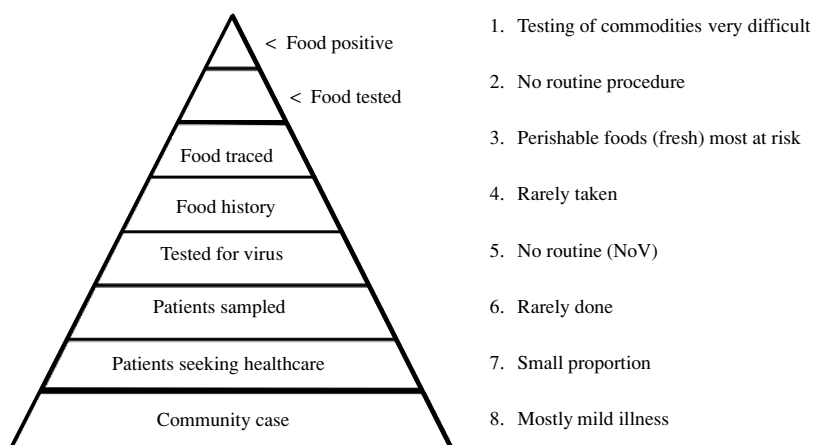 < Food positive
< Food tested
Food traced
Food history
Tested for virus
Patients sampled
Patients seeking healthcare
Community case
1. Testing of commodities very difficult
2. No routine procedure
3. Perishable foods (fresh) most at risk
4. Rarely taken
5. No routine (NoV)
6. Rarely done
7. Small proportion
8. Mostly mild illness